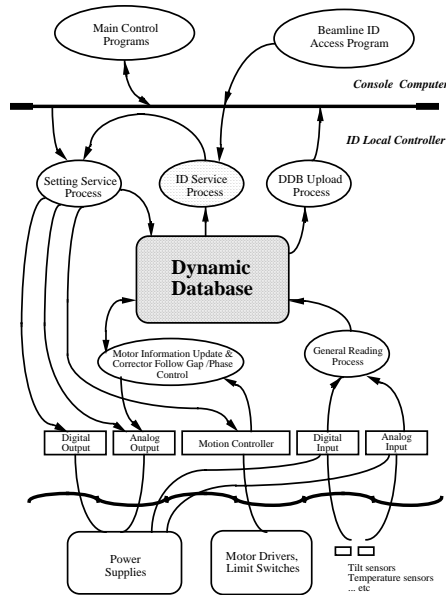 Main Control
Programs
Beamline ID
Access Program
Console Computer
ID Local Controller
Setting Service
Process
ID Service
Process
DDB Upload
Process
Dynamic
Database
Motor Information Update &
Corrector Follow Gap /Phase
Control
General Reading
Process
Digital
Output
Analog
Output
Motion Controller
Digital
Input
Analog
Input
Power
Supplies
Motor Drivers,
Limit Switches
Tilt sensors
Temperature sensors
... etc